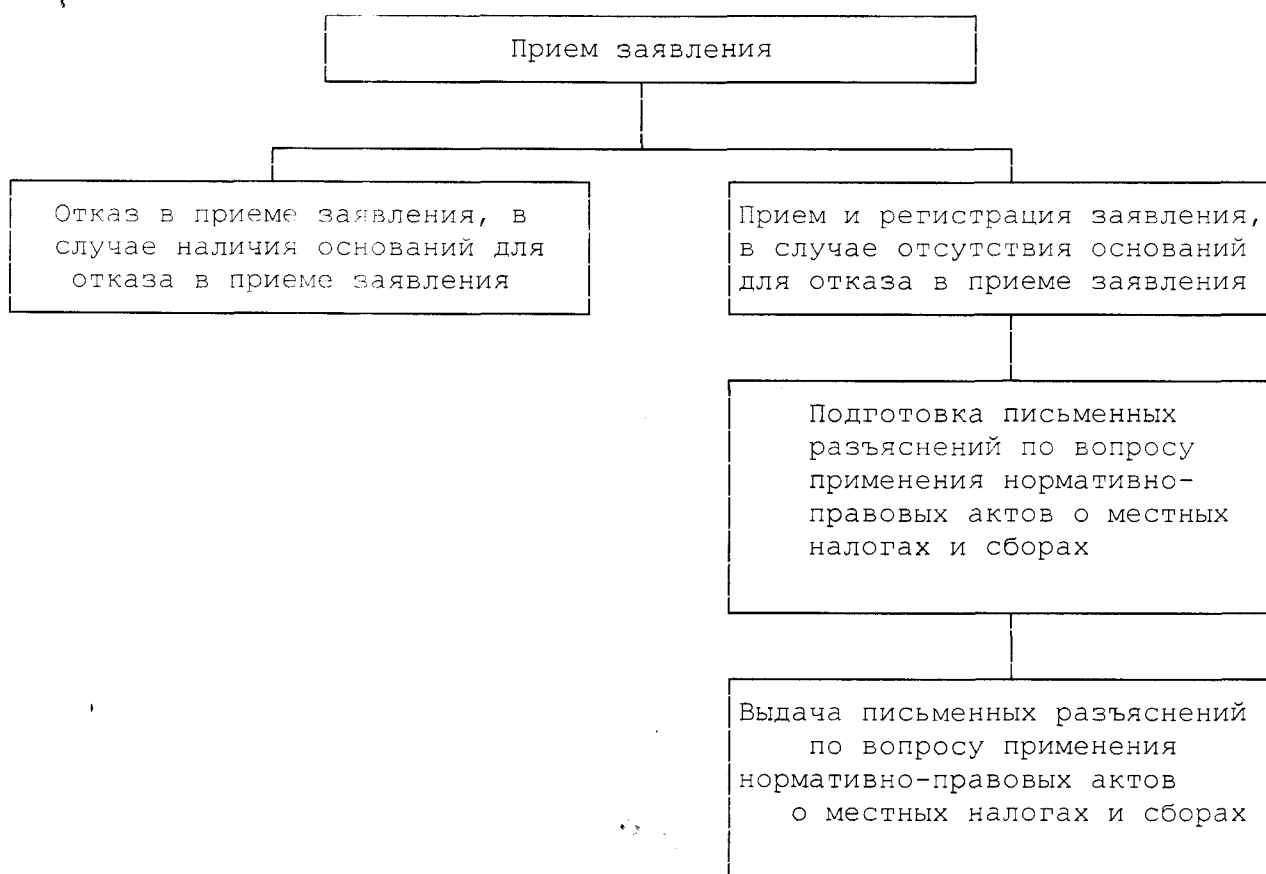 Прием заявления
Отказ в приеме заявления, в
случае наличия оснований для
отказа в приеме заявления
Прием и регистрация заявления,
в случае отсутствия оснований
для отказа в приеме заявления
Подготовка письменных
разъяснений по вопросу
применения нормативно-
правовых актов о местных
налогах и сборах
Выдача письменных разъяснений
по вопросу применения
нормативно-правовых актов
о местных налогах и сборах